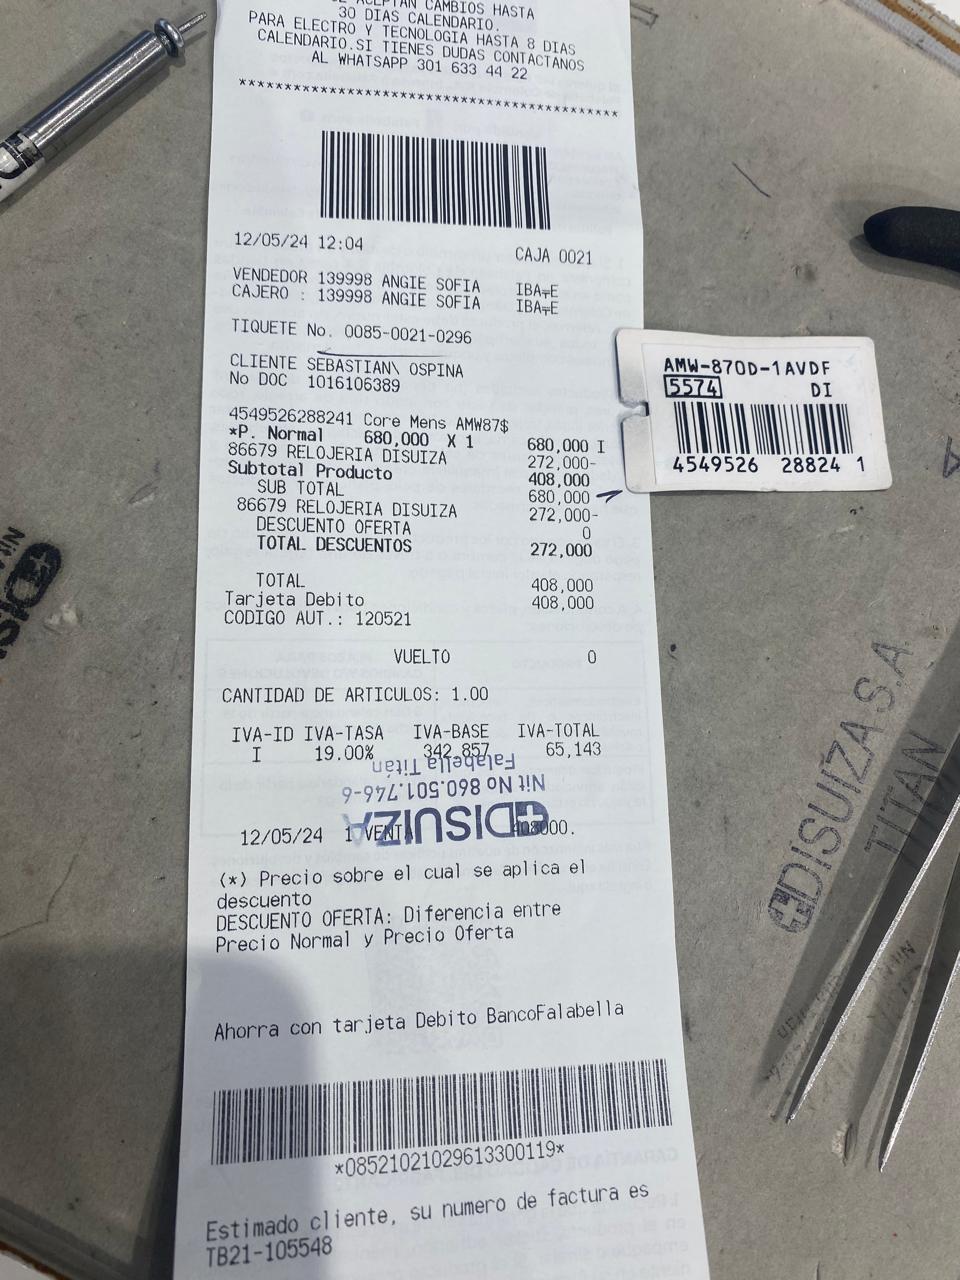 ACEPTAN CAMBIOS HASTA
30 DIAS CALENDARIO.
PARA ELECTRO Y TECNOLOGIA HASTA 8 DIAS
CALENDARIO.SI TIENES DUDAS CONTACTANOS
AL WHATSAPP 301 633 44 22
******************************************
12/05/24 12:04 CAJA 0021
VENDEDOR 139998 ANGIE SOFIA IBA╤E
CAJERO : 139998 ANGIE SOFIA IBA╤E
TIQUETE No. 0085-0021-0296
CLIENTE SEBASTIAN\ OSPINA
No DOC 1016106389
4549526288241 Core Mens AMW87$
*P. Normal 680,000 X 1 680,000 I
86679 RELOJERIA DISUIZA 272,000-
Subtotal Producto 408,000
SUB TOTAL 680,000
86679 RELOJERIA DISUIZA 272,000-
DESCUENTO OFERTA 0
TOTAL DESCUENTOS 272,000
TOTAL 408,000
Tarjeta Debito 408,000
CODIGO AUT.: 120521
VUELTO 0
CANTIDAD DE ARTICULOS: 1.00
IVA-ID IVA-TASA IVA-BASE IVA-TOTAL
I 19.00% 342,857 65,143
DISUIZA
Nit No 860.501.746-6
Falabella Titán
12/05/24 1 VENTA 408000.
(*) Precio sobre el cual se aplica el
descuento
DESCUENTO OFERTA: Diferencia entre
Precio Normal y Precio Oferta
Ahorra con tarjeta Debito BancoFalabella
*08521021029613300119*
Estimado cliente, su numero de factura es
TB21-105548
AMW-870D-1AVDF
5574 DI
4549526 28824 1
DISUIZA S.A
TITAN